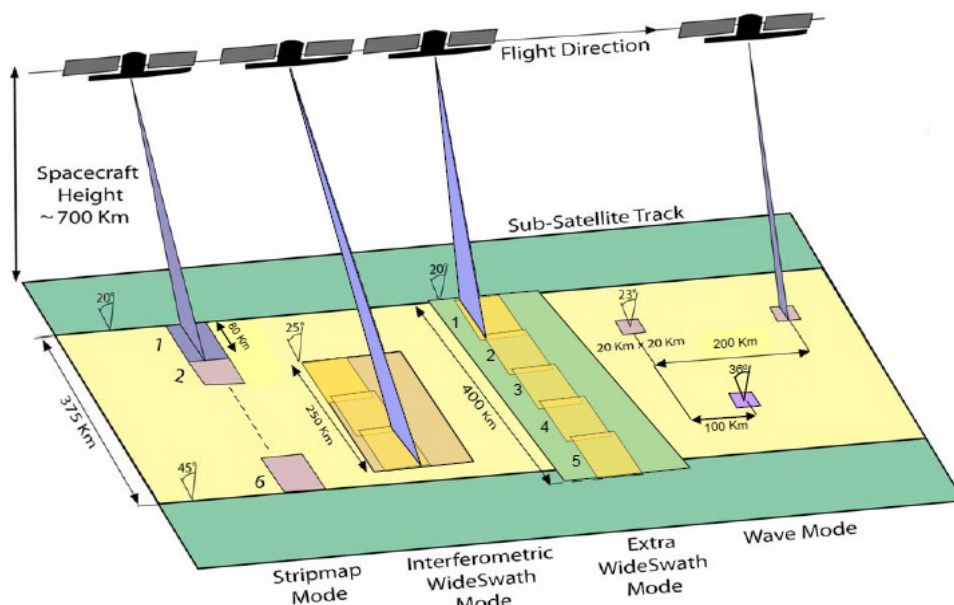 Flight Direction
Spacecraft
Height
~700 Km
Sub-Satellite Track
20°
20°
1
80 Km
2
25°
1
2
3
4
5
23°
20 Km x 20 Km
200 Km
36°
100 Km
375 Km
250 Km
400 Km
45°
6
Stripmap
Mode
Interferometric
WideSwath
Mode
Extra
WideSwath
Mode
Wave Mode